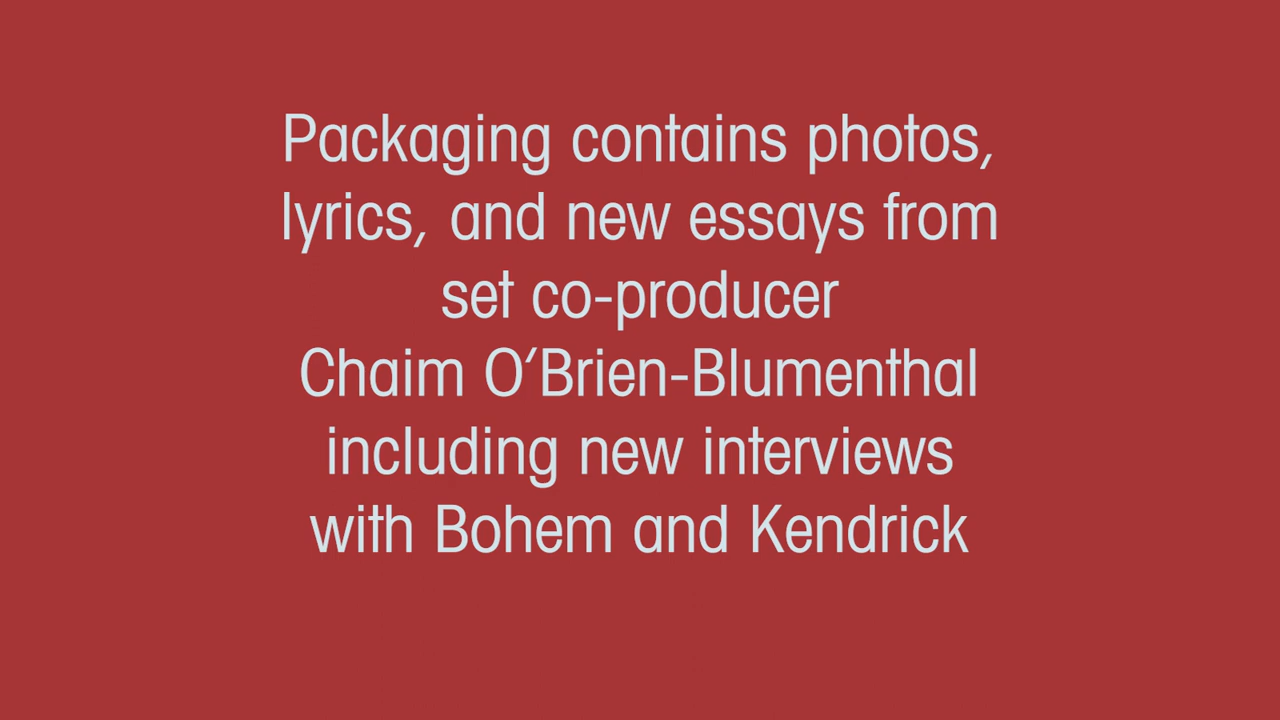 Packaging contains photos,
lyrics, and new essays from
set co-producer
Chaim O’Brien-Blumenthal
including new interviews
with Bohem and Kendrick